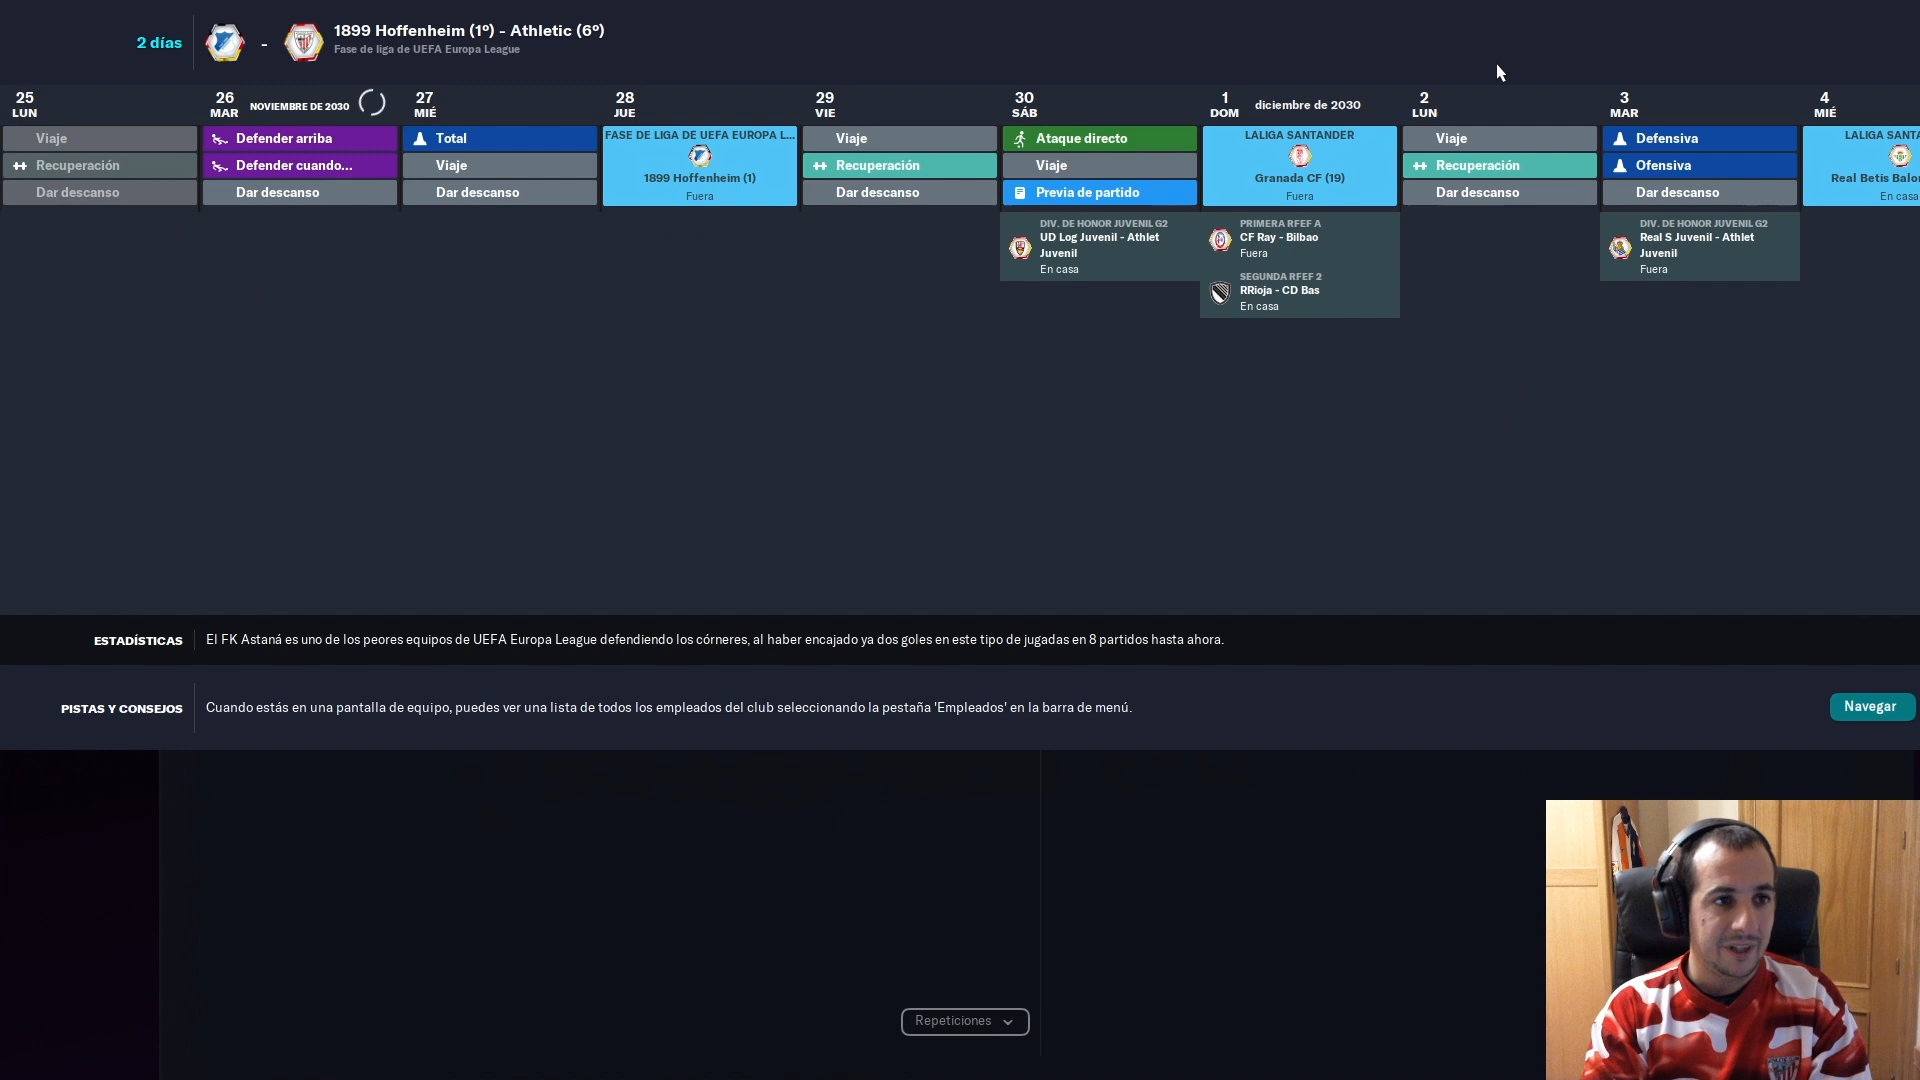 2 días
-
1899 Hoffenheim (1º) - Athletic (6º)
Fase de liga de UEFA Europa League
25
LUN
26
MAR
NOVIEMBRE DE 2030
27
MIÉ
28
JUE
29
VIE
30
SÁB
1
DOM
diciembre de 2030
2
LUN
3
MAR
4
MIÉ
Viaje
Recuperación
Dar descanso
Defender arriba
Defender cuando...
Dar descanso
Total
Viaje
Dar descanso
FASE DE LIGA DE UEFA EUROPA L...
1899 Hoffenheim (1)
Fuera
Viaje
Recuperación
Dar descanso
Ataque directo
Viaje
Previa de partido
DIV. DE HONOR JUVENIL G2
UD Log Juvenil - Athlet
Juvenil
En casa
LALIGA SANTANDER
Granada CF (19)
Fuera
PRIMERA RFEF A
CF Ray - Bilbao
Fuera
SEGUNDA RFEF 2
RRioja - CD Bas
En casa
Viaje
Recuperación
Dar descanso
Defensiva
Ofensiva
Dar descanso
DIV. DE HONOR JUVENIL G2
Real S Juvenil - Athlet
Juvenil
Fuera
LALIGA SANTA
Real Betis Balo
En casa
ESTADÍSTICAS
El FK Astaná es uno de los peores equipos de UEFA Europa League defendiendo los córneres, al haber encajado ya dos goles en este tipo de jugadas en 8 partidos hasta ahora.
PISTAS Y CONSEJOS
Cuando estás en una pantalla de equipo, puedes ver una lista de todos los empleados del club seleccionando la pestaña 'Empleados' en la barra de menú.
Navegar
Repeticiones